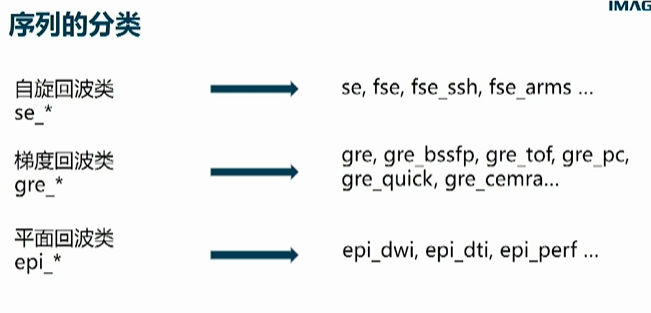 IMAG
序列的分类
自旋回波类
se_*
se, fse, fse_ssh, fse_arms ...
梯度回波类
gre_*
gre, gre_bssfp, gre_tof, gre_pc,
gre_quick, gre_cemra...
平面回波类
epi_*
epi_dwi, epi_dti, epi_perf ...